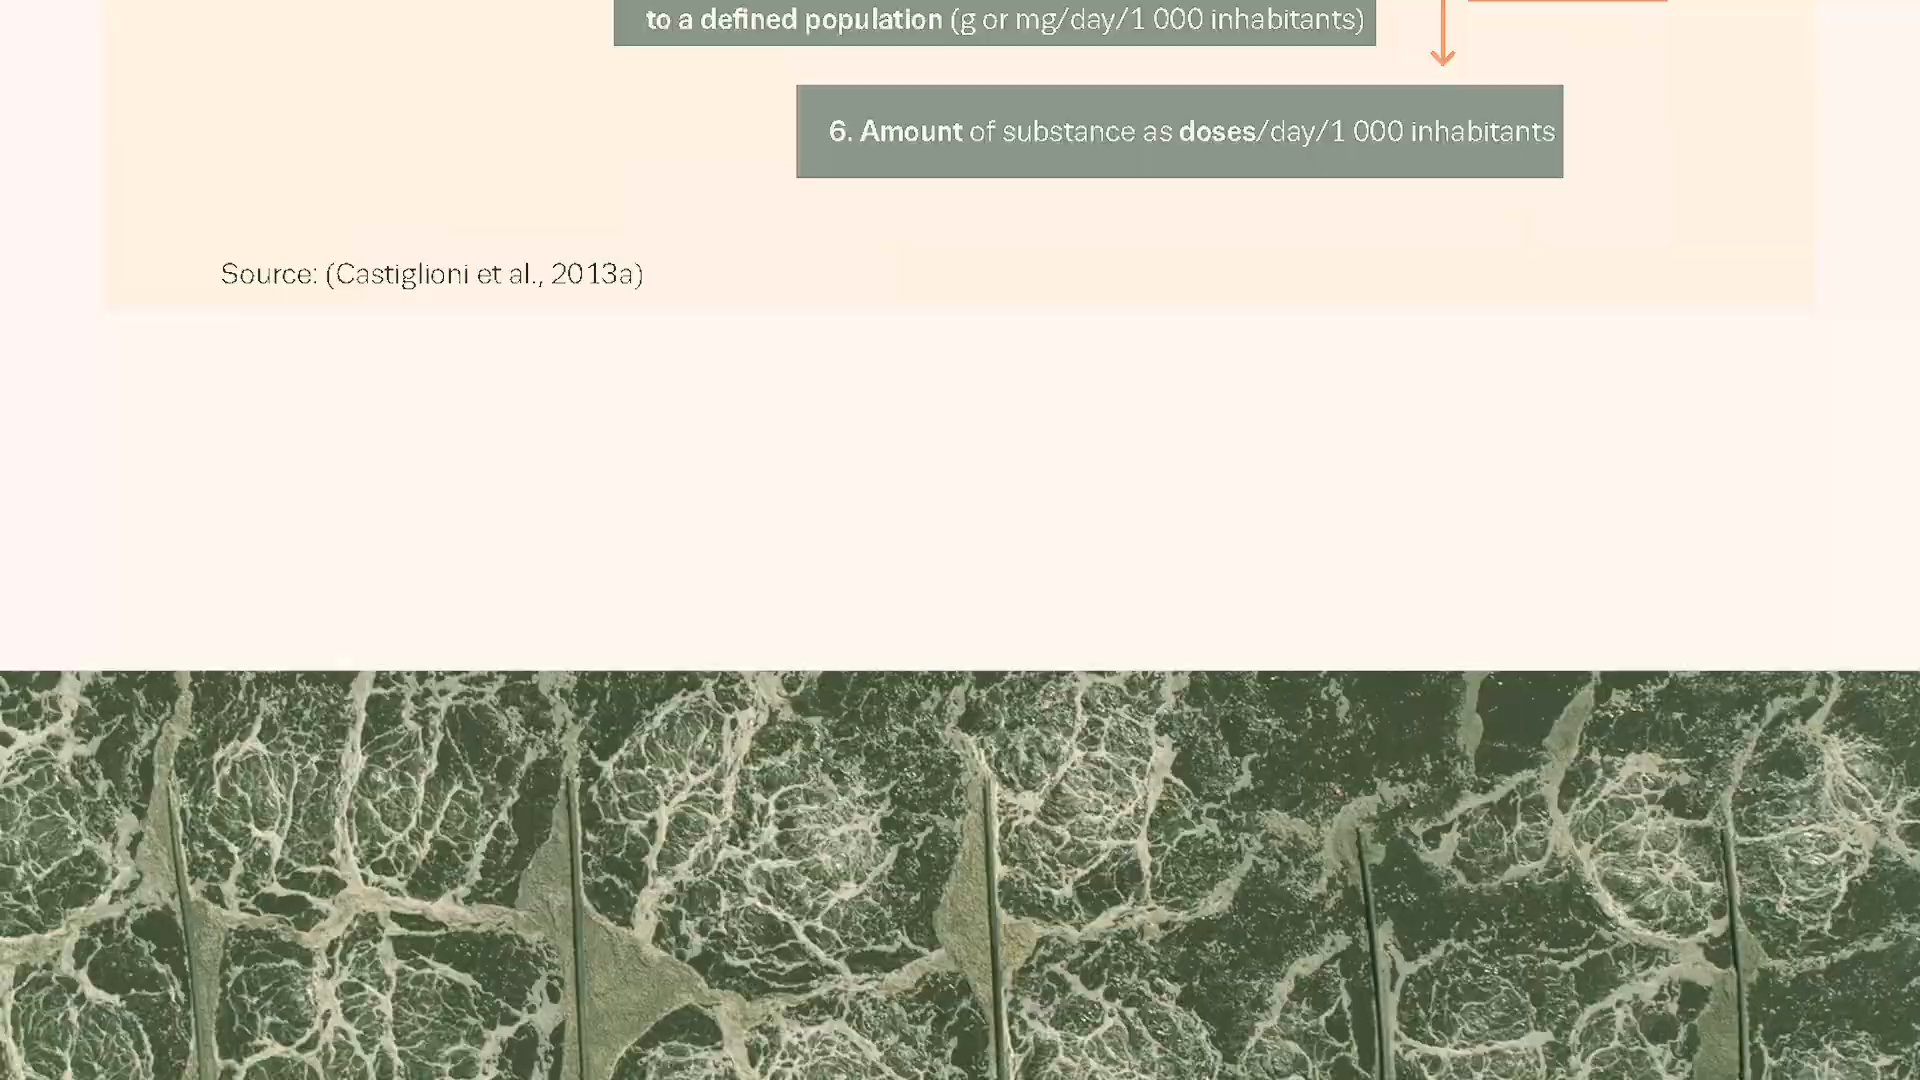 to a defined population (g or mg/day/1 000 inhabitants)
6. Amount of substance as doses/day/1 000 inhabitants
Source: (Castiglioni et al., 2013a)